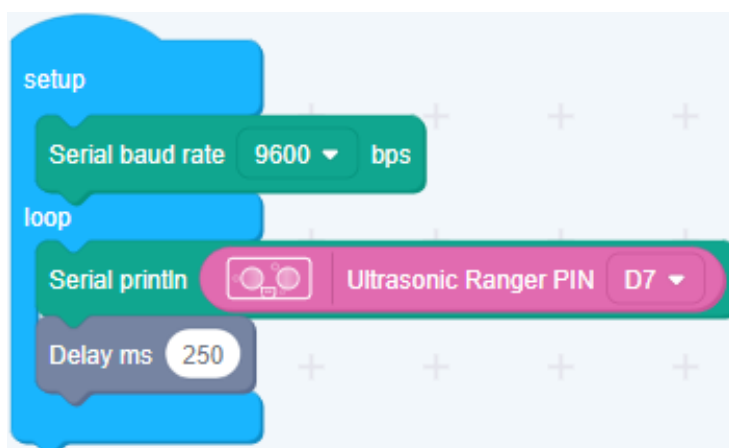 setup
Serial baud rate 9600 bps
loop
Serial println Ultrasonic Ranger PIN D7
Delay ms 250